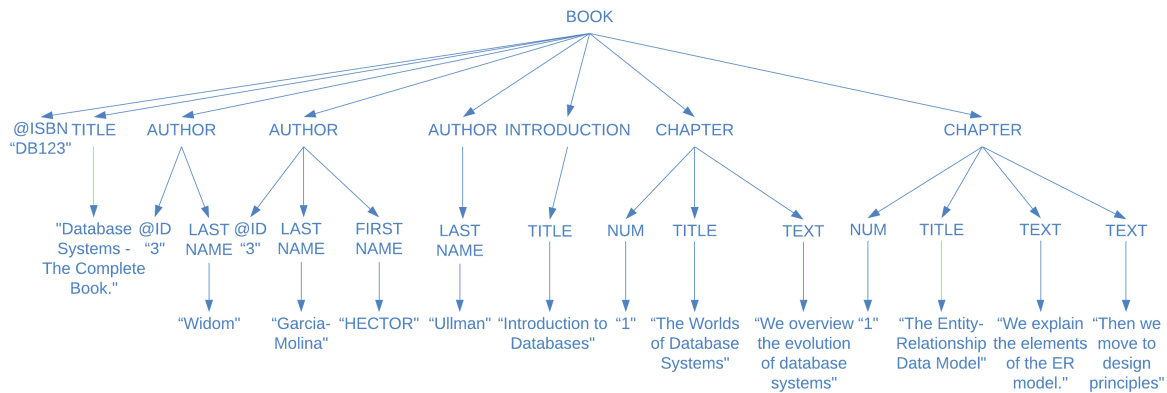 BOOK
@ISBN TITLE AUTHOR AUTHOR AUTHOR INTRODUCTION CHAPTER CHAPTER
“DB123"
"Database @ID LAST @ID LAST FIRST LAST TITLE NUM TITLE TEXT NUM TITLE TEXT TEXT
Systems - “3" NAME “3" NAME NAME NAME
The Complete
Book."
“Widom" “Garcia- “HECTOR" “Ullman" “Introduction to “1" “The Worlds “We overview “1" “The Entity- “We explain “Then we
Molina" Databases" of Database the evolution Relationship the elements move to
Systems" of database Data Model" of the ER design
systems" model." principles"